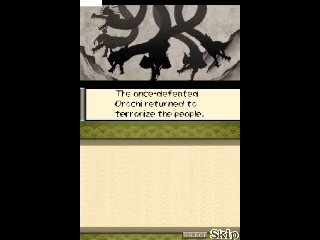 The once-defeated
Orochi returned to
terrorize the people.
Skip